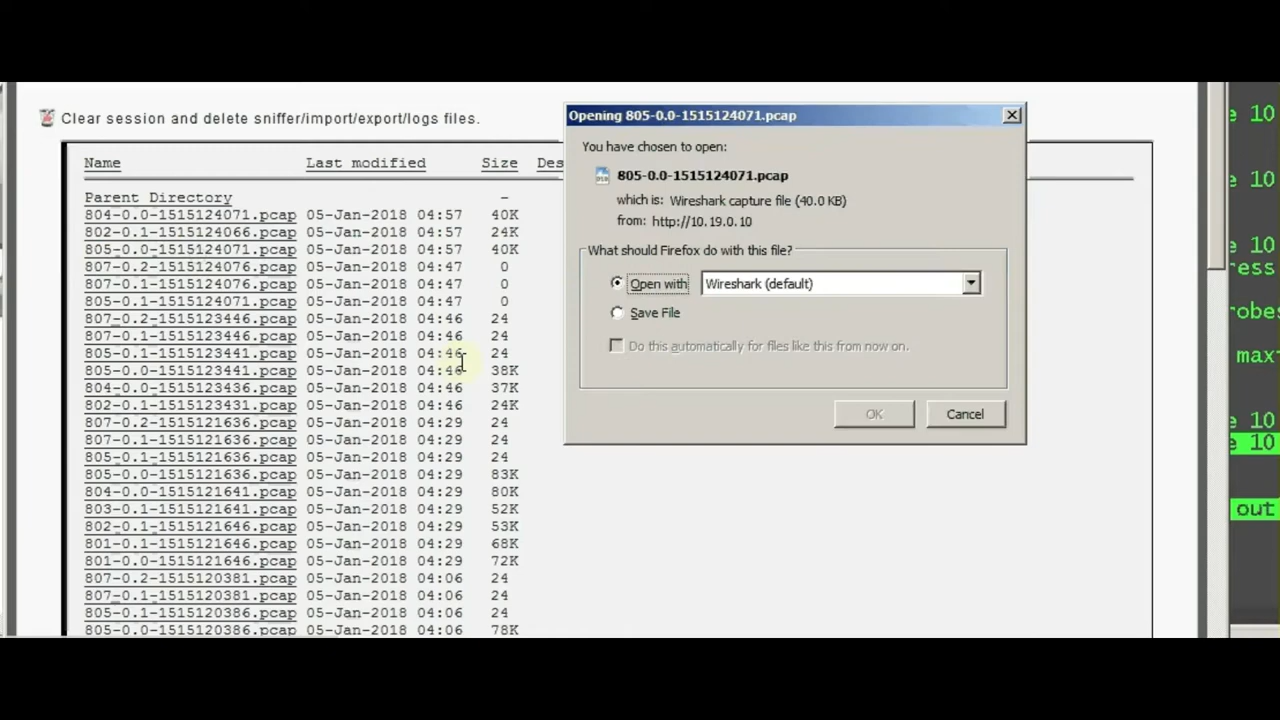 Clear session and delete sniffer/import/export/logs files.
Name Last modified Size Des
Parent Directory -
804-0.0-1515124071.pcap 05-Jan-2018 04:57 40K
802-0.1-1515124066.pcap 05-Jan-2018 04:57 24K
805-0.0-1515124071.pcap 05-Jan-2018 04:57 40K
807-0.2-1515124076.pcap 05-Jan-2018 04:47 0
807-0.1-1515124076.pcap 05-Jan-2018 04:47 0
805-0.1-1515124071.pcap 05-Jan-2018 04:47 0
807-0.2-1515123446.pcap 05-Jan-2018 04:46 24
807-0.1-1515123446.pcap 05-Jan-2018 04:46 24
805-0.1-1515123441.pcap 05-Jan-2018 04:46 24
805-0.0-1515123441.pcap 05-Jan-2018 04:46 38K
804-0.0-1515123436.pcap 05-Jan-2018 04:46 37K
802-0.1-1515123431.pcap 05-Jan-2018 04:46 24K
807-0.2-1515121636.pcap 05-Jan-2018 04:29 24
807-0.1-1515121636.pcap 05-Jan-2018 04:29 24
805-0.1-1515121636.pcap 05-Jan-2018 04:29 24
805-0.0-1515121636.pcap 05-Jan-2018 04:29 83K
804-0.0-1515121641.pcap 05-Jan-2018 04:29 80K
803-0.1-1515121641.pcap 05-Jan-2018 04:29 52K
802-0.1-1515121646.pcap 05-Jan-2018 04:29 53K
801-0.1-1515121646.pcap 05-Jan-2018 04:29 68K
801-0.0-1515121646.pcap 05-Jan-2018 04:29 72K
807-0.2-1515120381.pcap 05-Jan-2018 04:06 24
807-0.1-1515120381.pcap 05-Jan-2018 04:06 24
805-0.1-1515120386.pcap 05-Jan-2018 04:06 24
805-0.0-1515120386.pcap 05-Jan-2018 04:06 78K
Opening 805-0.0-1515124071.pcap
You have chosen to open:
805-0.0-1515124071.pcap
which is: Wireshark capture file (40.0 KB)
from: http://10.19.0.10
What should Firefox do with this file?
Open with Wireshark (default)
Save File
Do this automatically for files like this from now on.
OK Cancel
e 10
e 10
e 10
ress
robes
maxt
e 10
e 10
out